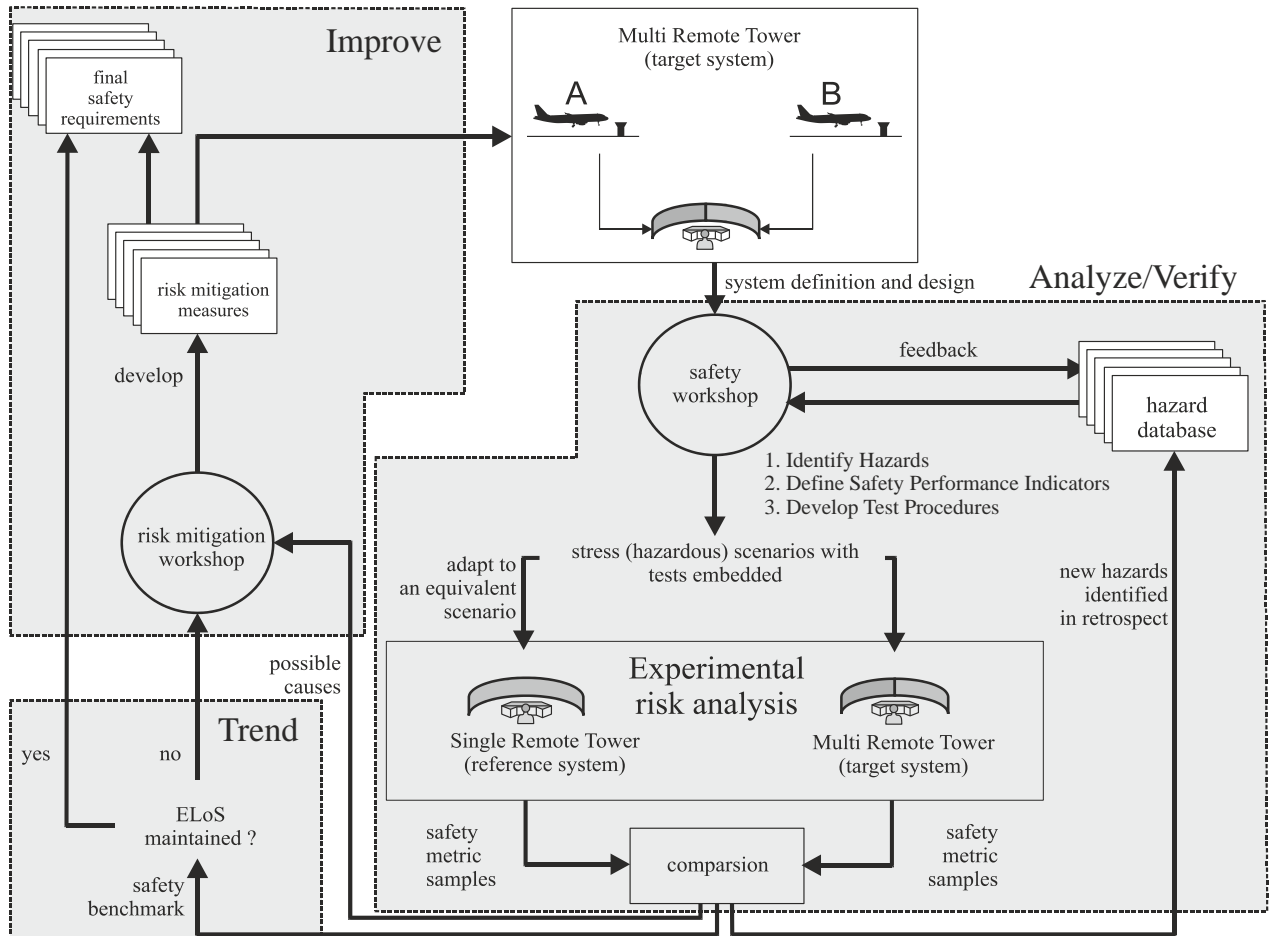 Improve
final
safety
requirements
Multi Remote Tower
(target system)
A
B
system definition and design
Analyze/Verify
risk mitigation
measures
develop
safety
workshop
feedback
hazard
database
1. Identify Hazards
2. Define Safety Performance Indicators
3. Develop Test Procedures
risk mitigation
workshop
adapt to
an equivalent
scenario
stress (hazardous) scenarios with
tests embedded
new hazards
identified
in retrospect
possible
causes
Experimental
risk analysis
Single Remote Tower
(reference system)
Multi Remote Tower
(target system)
Trend
yes
no
ELoS
maintained ?
safety
benchmark
safety
metric
samples
comparsion
safety
metric
samples